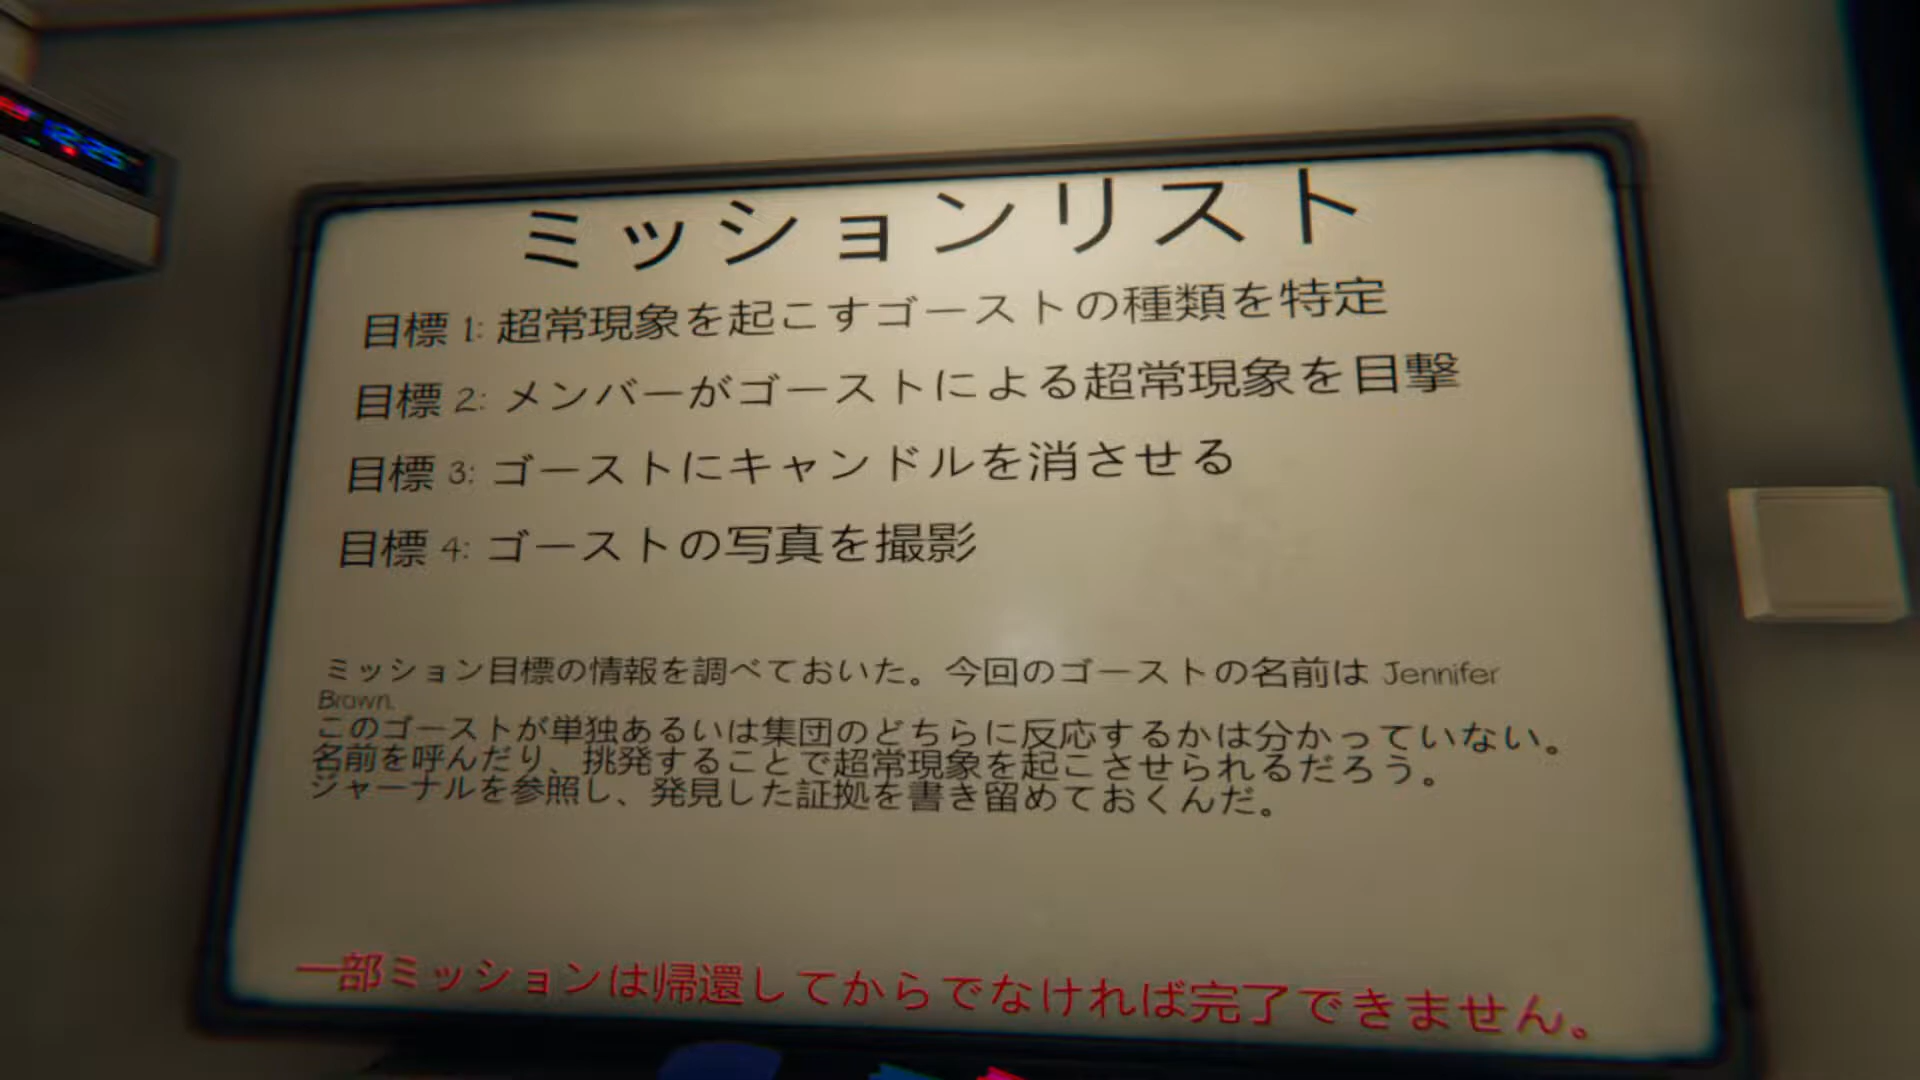 ミッションリスト
目標 1: 超常現象を起こすゴーストの種類を特定
目標 2: メンバーがゴーストによる超常現象を目撃
目標 3: ゴーストにキャンドルを消させる
目標 4: ゴーストの写真を撮影
ミッション目標の情報を調べておいた。今回のゴーストの名前は Jennifer
Brown.
このゴーストが単独あるいは集団のどちらに反応するかは分かっていない。
名前を呼んだり、挑発することで超常現象を起こさせられるだろう。
ジャーナルを参照し、発見した証拠を書き留めておくんだ。
一部ミッションは帰還してからでなければ完了できません。